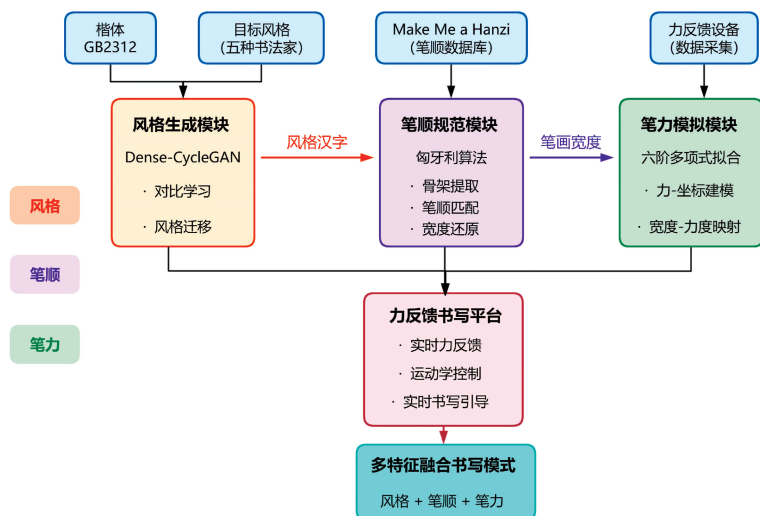 楷体
GB2312
目标风格
(五种书法家)
Make Me a Hanzi
(笔顺数据库)
力反馈设备
(数据采集)
风格生成模块
Dense-CycleGAN
· 对比学习
· 风格迁移
风格汉字
笔顺规范模块
匈牙利算法
· 骨架提取
· 笔顺匹配
· 宽度还原
笔画宽度
笔力模拟模块
六阶多项式拟合
· 力-坐标建模
· 宽度-力度映射
风格
笔顺
笔力
力反馈书写平台
· 实时力反馈
· 运动学控制
· 实时书写引导
多特征融合书写模式
风格 + 笔顺 + 笔力